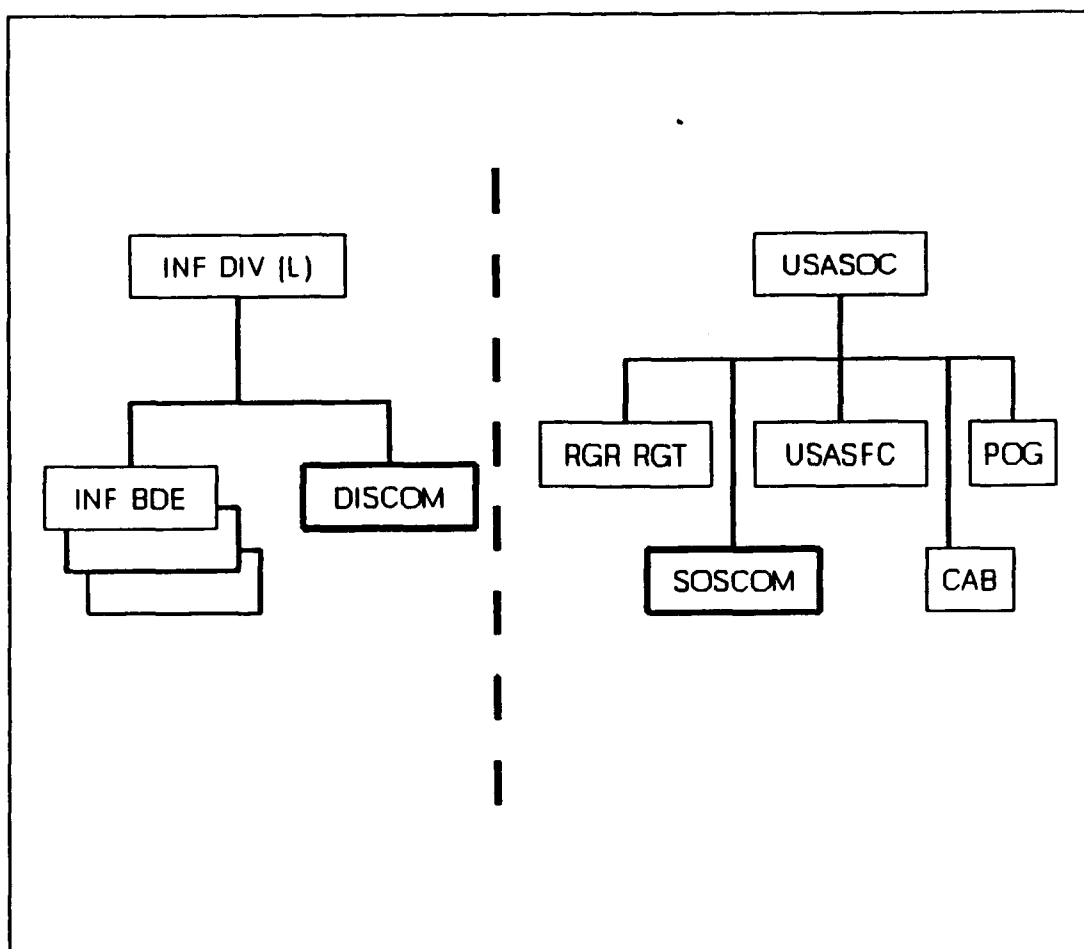 INF DIV (L)
USASOC
INF BDE
DISCOM
RGR RGT
USASFC
POG
SOSCOM
CAB